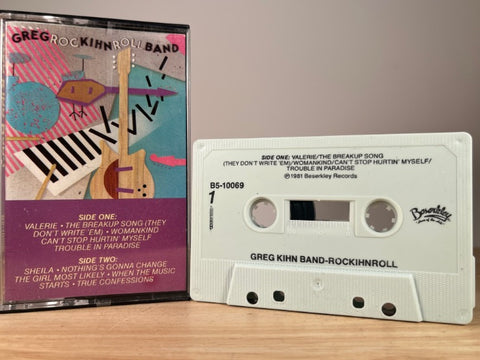 GREGROCKIHNROLLBAND
SIDE ONE:
VALERIE • THE BREAKUP SONG (THEY
DON'T WRITE 'EM) • WOMANKIND
CAN'T STOP HURTIN' MYSELF
TROUBLE IN PARADISE
SIDE TWO:
SHEILA • NOTHING'S GONNA CHANGE
THE GIRL MOST LIKELY • WHEN THE MUSIC
STARTS • TRUE CONFESSIONS
SIDE ONE: VALERIE/THE BREAKUP SONG
(THEY DON'T WRITE 'EM)/WOMANKIND/CAN'T STOP HURTIN' MYSELF/
TROUBLE IN PARADISE
℗1981 Beserkley Records
B5-10069
1
Beserkley
GREG KIHN BAND-ROCKIHNROLL